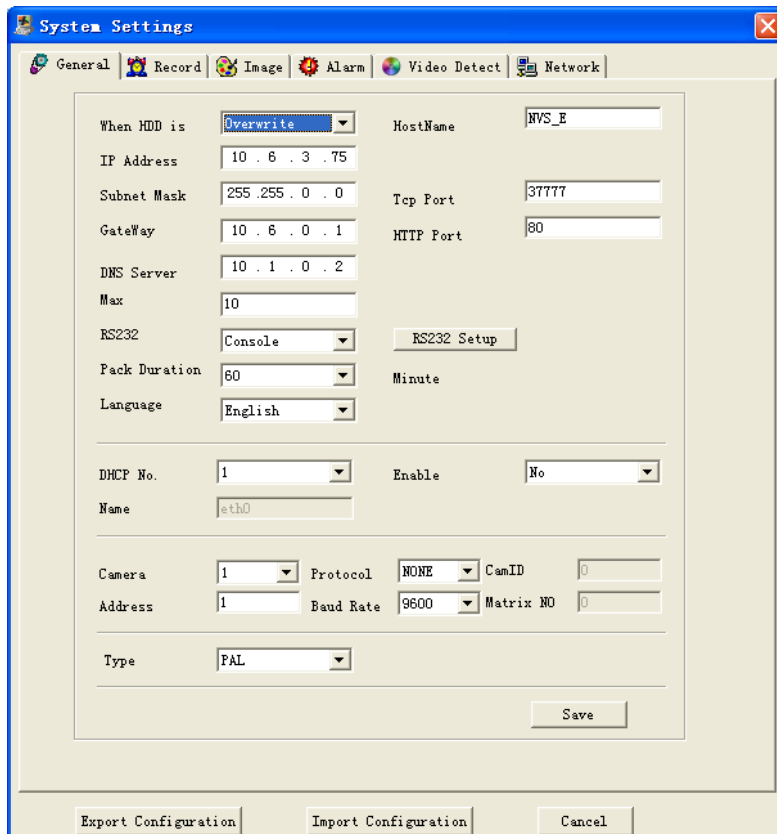 System Settings
General Record Image Alarm Video Detect Network
When HDD is Overwrite HostName NVS_E
IP Address 10 . 6 . 3 . 75
Subnet Mask 255 .255 . 0 . 0 Tcp Port 37777
GateWay 10 . 6 . 0 . 1 HTTP Port 80
DNS Server 10 . 1 . 0 . 2
Max 10
RS232 Console RS232 Setup
Pack Duration 60 Minute
Language English
DHCP No. 1 Enable No
Name eth0
Camera 1 Protocol NONE CamID 0
Address 1 Baud Rate 9600 Matrix NO 0
Type PAL
Save
Export Configuration Import Configuration Cancel